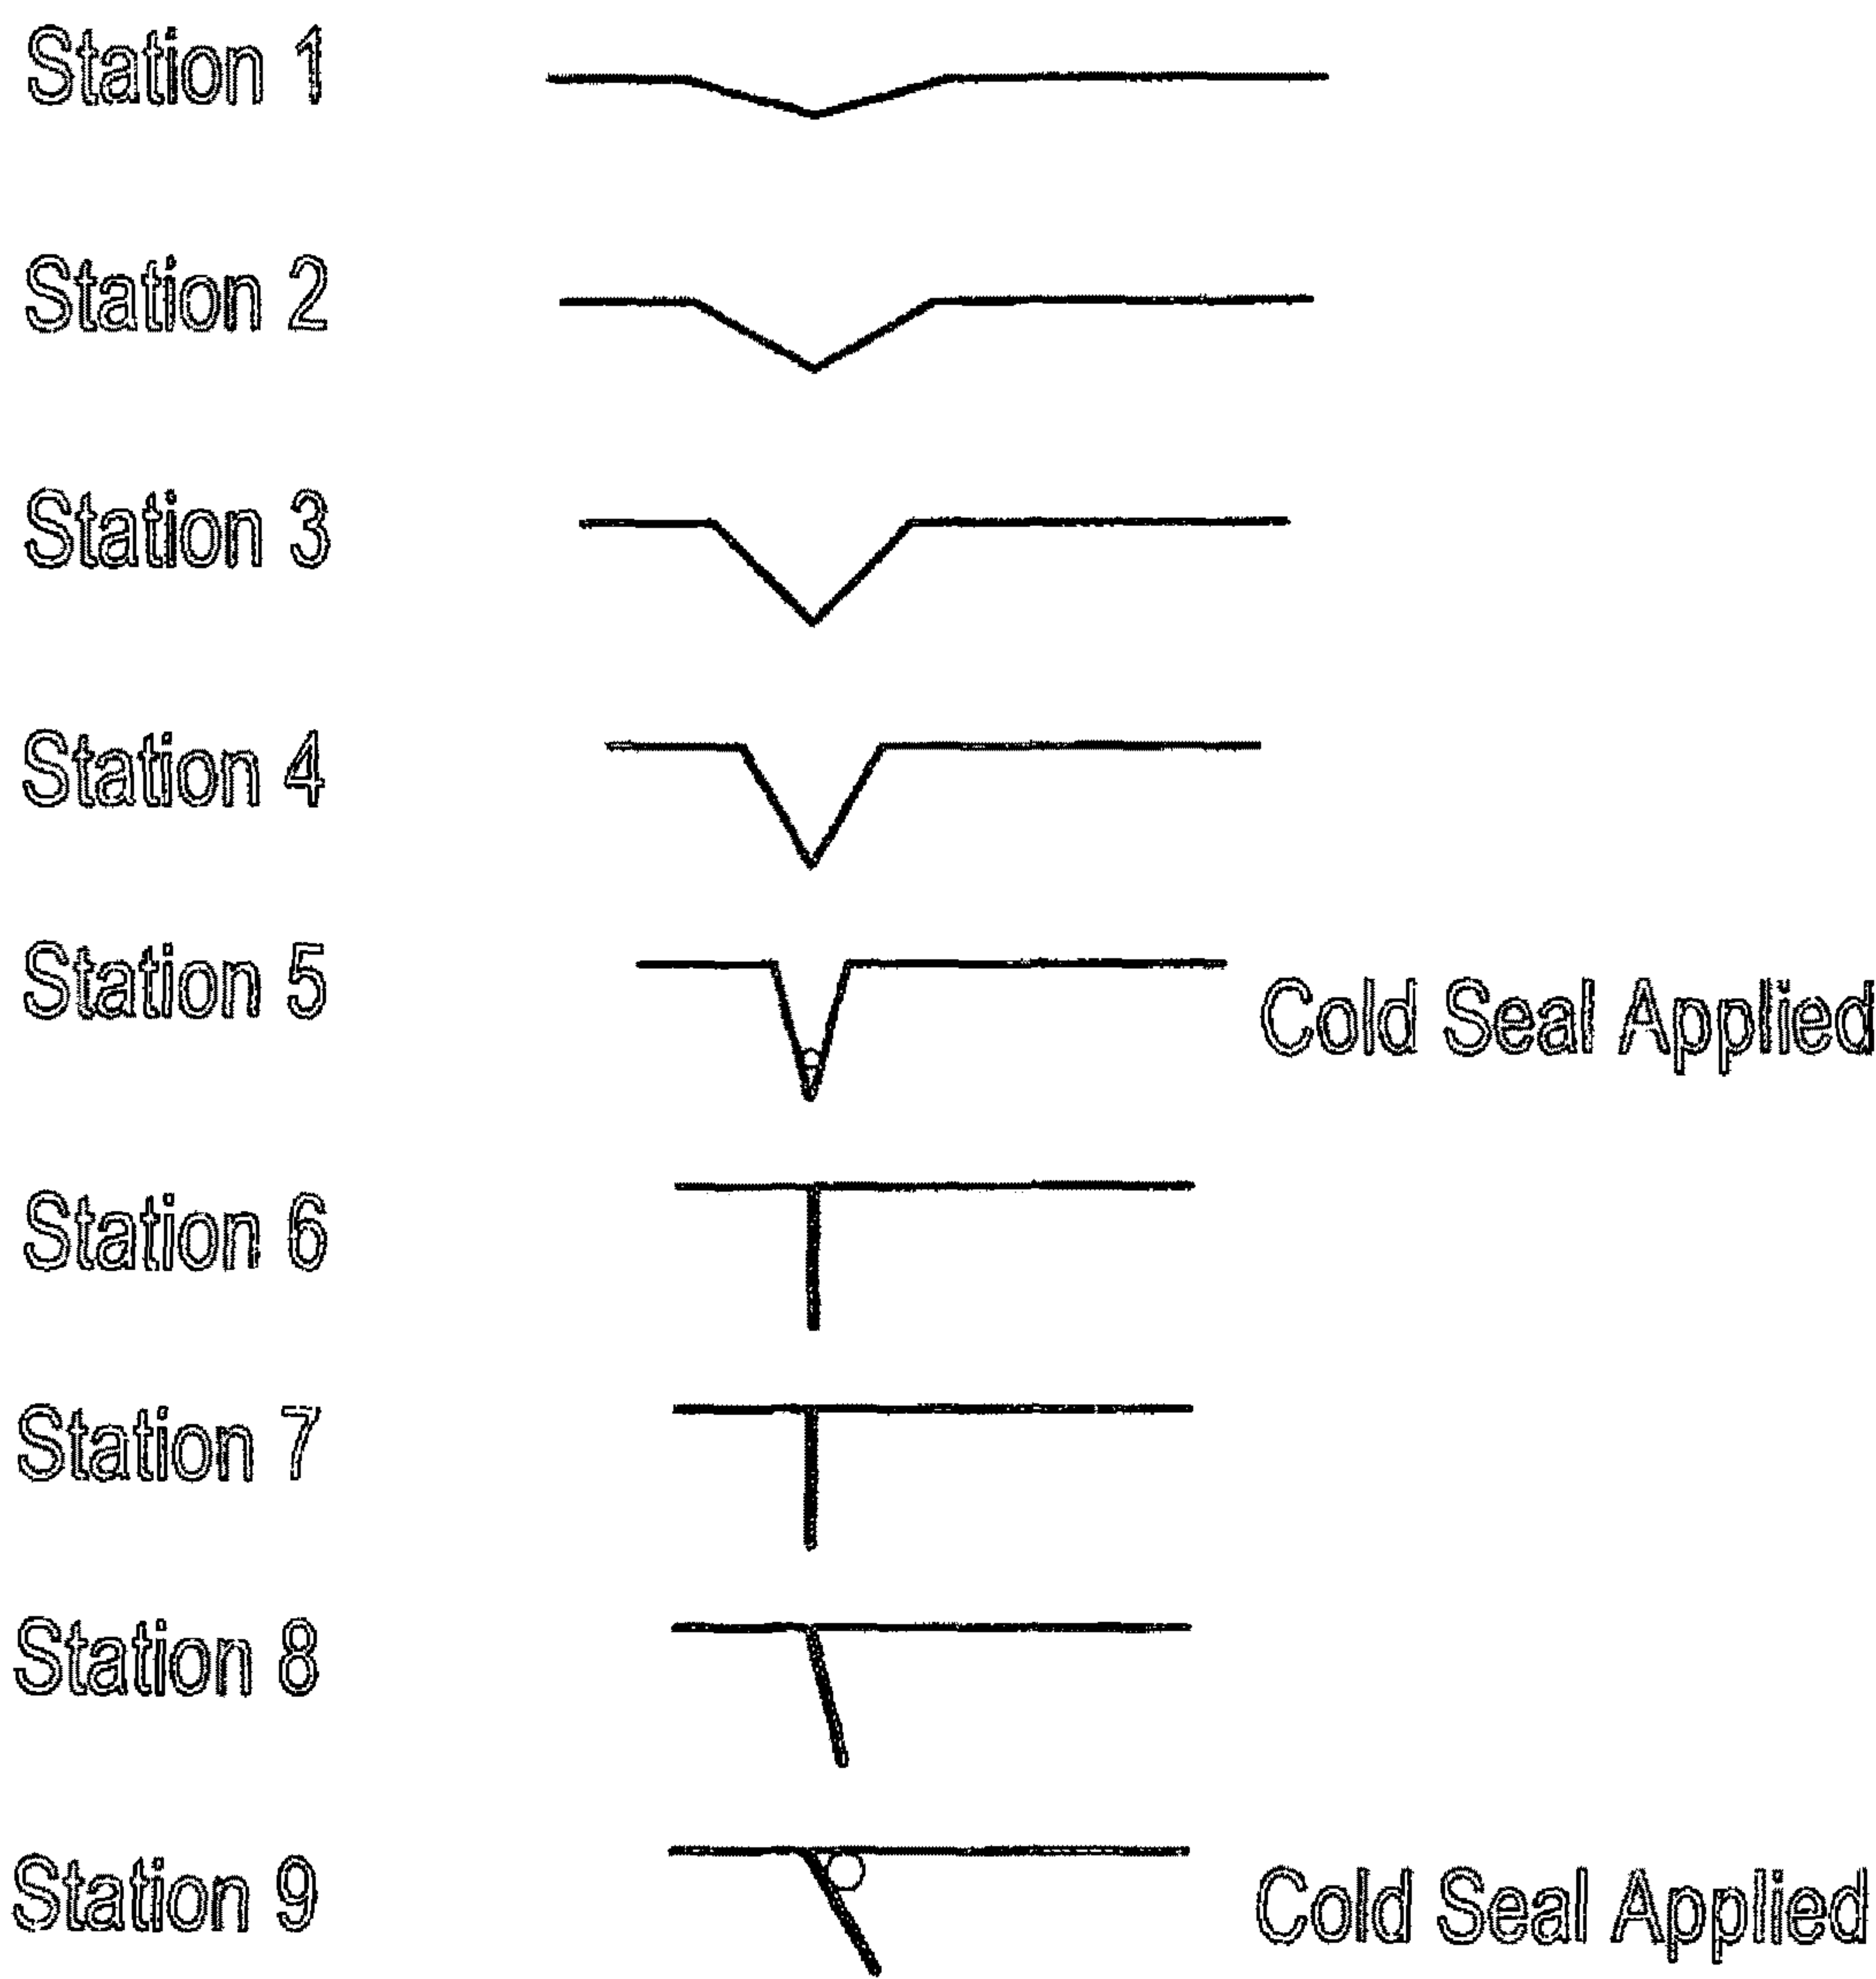 Station 1
Station 2
Station 3
Station 4
Station 5
Cold Seal Applied
Station 6
Station 7
Station 8
Station 9
Cold Seal Applied